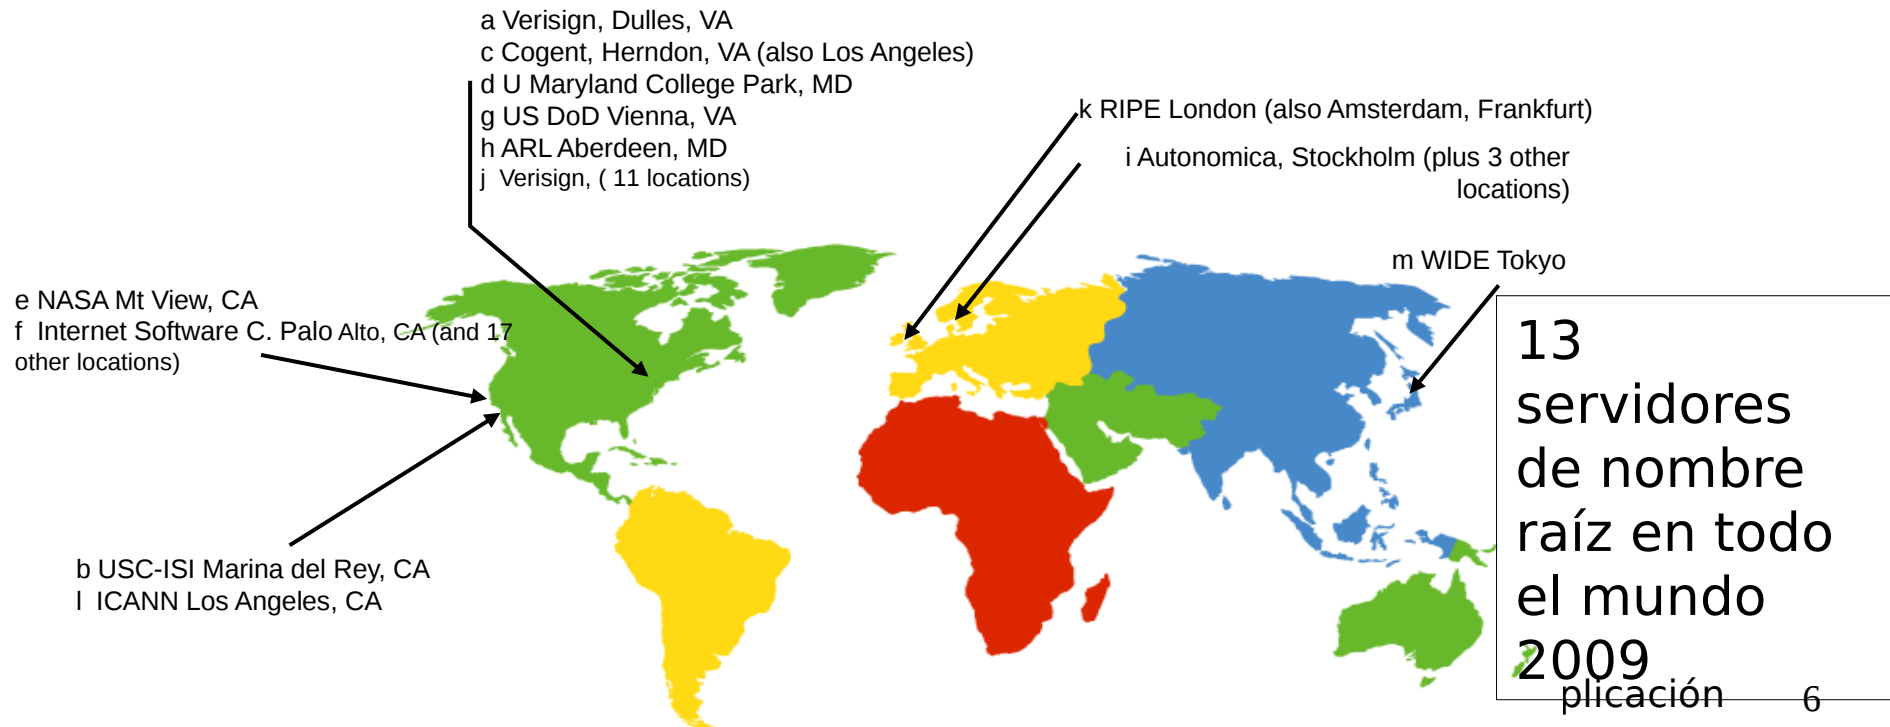 a Verisign, Dulles, VA
c Cogent, Herndon, VA (also Los Angeles)
d U Maryland College Park, MD
g US DoD Vienna, VA
h ARL Aberdeen, MD
j Verisign, ( 11 locations)
k RIPE London (also Amsterdam, Frankfurt)
i Autonomica, Stockholm (plus 3 other
locations)
m WIDE Tokyo
e NASA Mt View, CA
f Internet Software C. Palo Alto, CA (and 17
other locations)
b USC-ISI Marina del Rey, CA
l ICANN Los Angeles, CA
13
servidores
de nombre
raíz en todo
el mundo
2009
plicación 6